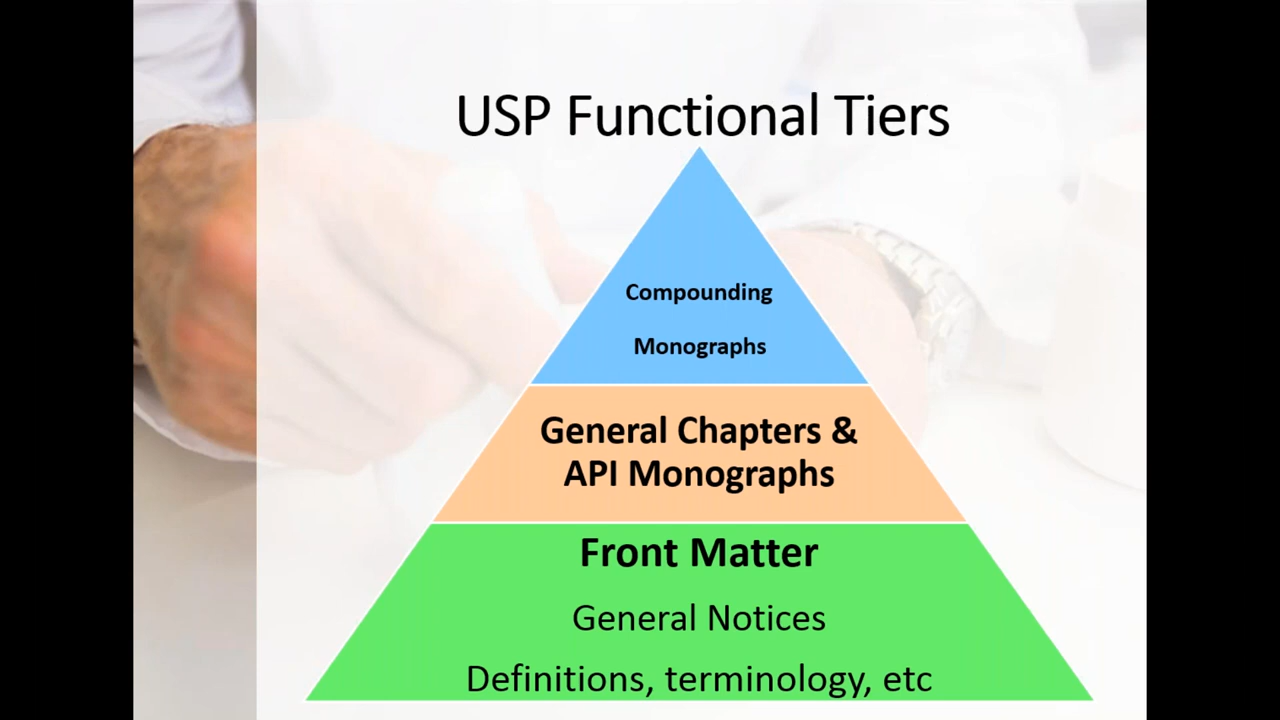 USP Functional Tiers
Compounding
Monographs
General Chapters &
API Monographs
Front Matter
General Notices
Definitions, terminology, etc